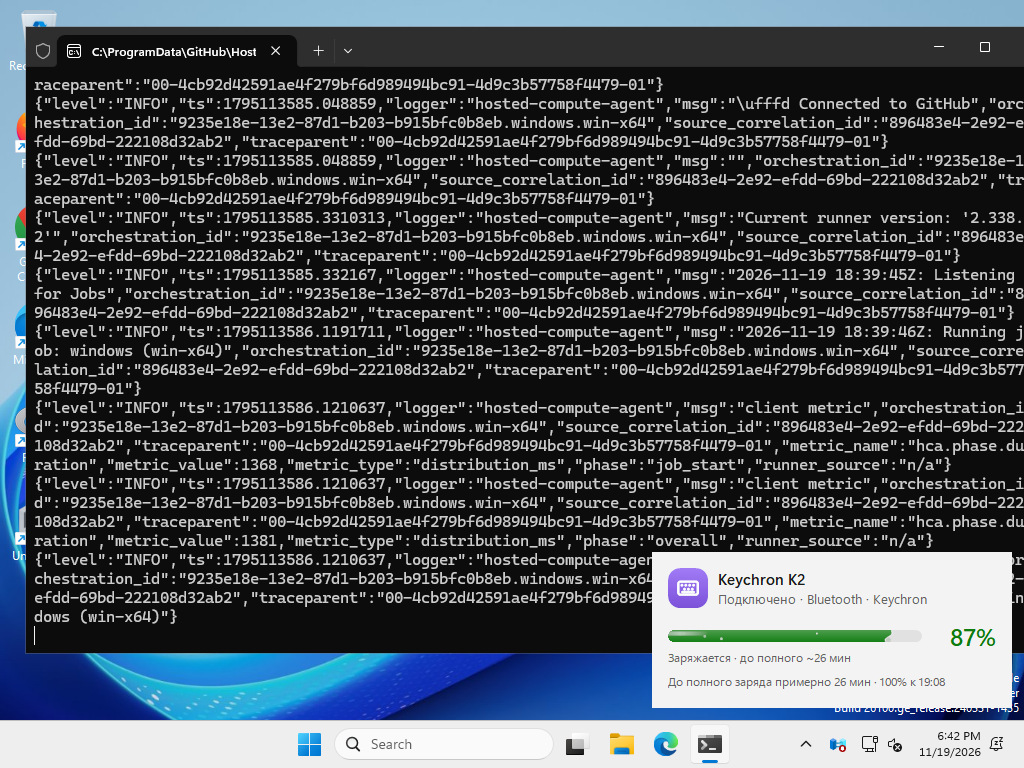 C:\ProgramData\GitHub\Host
raceparent":"00-4cb92d42591ae4f279bf6d989494bc91-4d9c3b57758f4479-01"}
{"level":"INFO","ts":1795113585.048859,"logger":"hosted-compute-agent","msg":"\ufffd Connected to GitHub","orc
hestration_id":"9235e18e-13e2-87d1-b203-b915bfc0b8eb.windows.win-x64","source_correlation_id":"896483e4-2e92-e
fdd-69bd-222108d32ab2","traceparent":"00-4cb92d42591ae4f279bf6d989494bc91-4d9c3b57758f4479-01"}
{"level":"INFO","ts":1795113585.048859,"logger":"hosted-compute-agent","msg":"","orchestration_id":"9235e18e-1
3e2-87d1-b203-b915bfc0b8eb.windows.win-x64","source_correlation_id":"896483e4-2e92-efdd-69bd-222108d32ab2","tr
aceparent":"00-4cb92d42591ae4f279bf6d989494bc91-4d9c3b57758f4479-01"}
{"level":"INFO","ts":1795113585.3310313,"logger":"hosted-compute-agent","msg":"Current runner version: '2.338.
2'","orchestration_id":"9235e18e-13e2-87d1-b203-b915bfc0b8eb.windows.win-x64","source_correlation_id":"896483e
4-2e92-efdd-69bd-222108d32ab2","traceparent":"00-4cb92d42591ae4f279bf6d989494bc91-4d9c3b57758f4479-01"}
{"level":"INFO","ts":1795113585.332167,"logger":"hosted-compute-agent","msg":"2026-11-19 18:39:45Z: Listening
for Jobs","orchestration_id":"9235e18e-13e2-87d1-b203-b915bfc0b8eb.windows.win-x64","source_correlation_id":"8
96483e4-2e92-efdd-69bd-222108d32ab2","traceparent":"00-4cb92d42591ae4f279bf6d989494bc91-4d9c3b57758f4479-01"}
{"level":"INFO","ts":1795113586.1191711,"logger":"hosted-compute-agent","msg":"2026-11-19 18:39:46Z: Running j
ob: windows (win-x64)","orchestration_id":"9235e18e-13e2-87d1-b203-b915bfc0b8eb.windows.win-x64","source_corre
lation_id":"896483e4-2e92-efdd-69bd-222108d32ab2","traceparent":"00-4cb92d42591ae4f279bf6d989494bc91-4d9c3b577
58f4479-01"}
{"level":"INFO","ts":1795113586.1210637,"logger":"hosted-compute-agent","msg":"client metric","orchestration_i
d":"9235e18e-13e2-87d1-b203-b915bfc0b8eb.windows.win-x64","source_correlation_id":"896483e4-2e92-efdd-69bd-222
108d32ab2","traceparent":"00-4cb92d42591ae4f279bf6d989494bc91-4d9c3b57758f4479-01","metric_name":"hca.phase.du
ration","metric_value":1368,"metric_type":"distribution_ms","phase":"job_start","runner_source":"n/a"}
{"level":"INFO","ts":1795113586.1210637,"logger":"hosted-compute-agent","msg":"client metric","orchestration_i
d":"9235e18e-13e2-87d1-b203-b915bfc0b8eb.windows.win-x64","source_correlation_id":"896483e4-2e92-efdd-69bd-222
108d32ab2","traceparent":"00-4cb92d42591ae4f279bf6d989494bc91-4d9c3b57758f4479-01","metric_name":"hca.phase.du
ration","metric_value":1381,"metric_type":"distribution_ms","phase":"overall","runner_source":"n/a"}
{"level":"INFO","ts":1795113586.1210637,"logger":"hosted-compute-age
chestration_id":"9235e18e-13e2-87d1-b203-b915bfc0b8eb.windows.win-x64
efdd-69bd-222108d32ab2","traceparent":"00-4cb92d42591ae4f279bf6d98949
dows (win-x64)"}
Keychron K2
Подключено · Bluetooth · Keychron
87%
Заряжается · до полного ~26 мин
До полного заряда примерно 26 мин · 100% к 19:08
Search
6:42 PM
11/19/2026